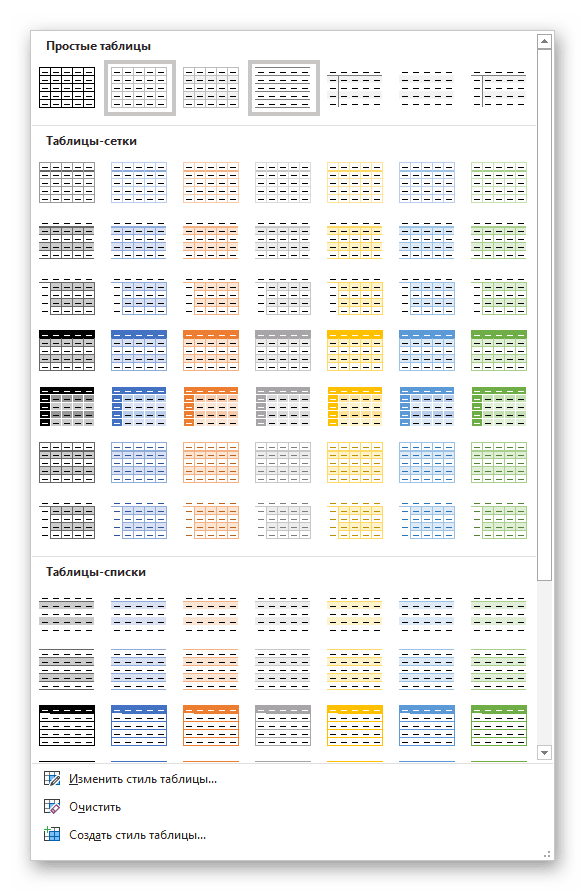 Простые таблицы
Таблицы-сетки
Таблицы-списки
Изменить стиль таблицы...
Очистить
Создать стиль таблицы...